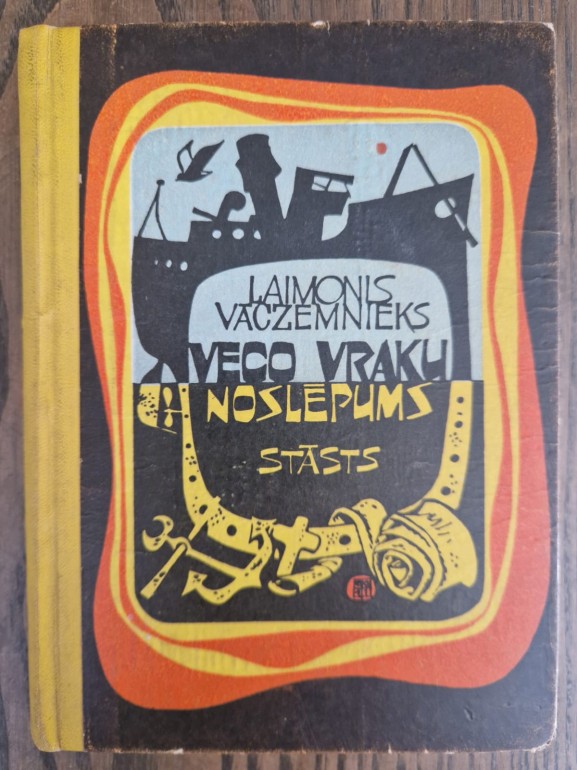 LAIMONIS
VĀCZEMNIEKS
VECO VRAKU
NOSLĒPUMS
STĀSTS